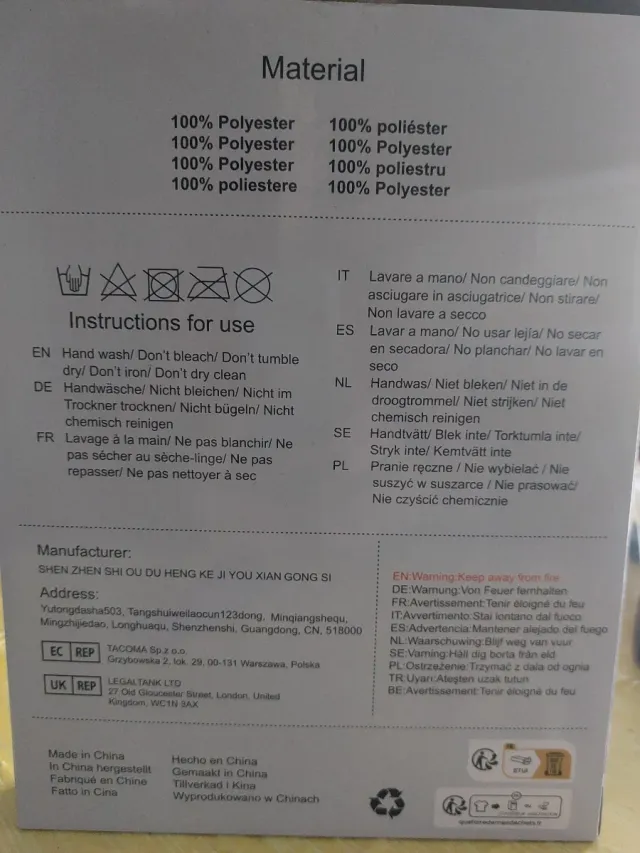 Material
100% Polyester
100% Polyester
100% Polyester
100% poliestere
100% poliéster
100% Polyester
100% poliestru
100% Polyester
Instructions for use
EN Hand wash/ Don't bleach/ Don't tumble
dry/ Don't iron/ Don't dry clean
DE Handwäsche/ Nicht bleichen/ Nicht im
Trockner trocknen/ Nicht bügeln/ Nicht
chemisch reinigen
FR Lavage à la main/ Ne pas blanchir/ Ne
pas sécher au sèche-linge/ Ne pas
repasser/ Ne pas nettoyer à sec
IT Lavare a mano/ Non candeggiare/ Non
asciugare in asciugatrice/ Non stirare/
Non lavare a secco
ES Lavar a mano/ No usar lejía/ No secar
en secadora/ No planchar/ No lavar en
seco
NL Handwas/ Niet bleken/ Niet in de
droogtrommel/ Niet strijken/ Niet
chemisch reinigen
SE Handtvätt/ Blek inte/ Torktumla inte/
Stryk inte/ Kemtvätt inte
PL Pranie ręczne / Nie wybielać / Nie
suszyć w suszarce / Nie prasować/
Nie czyścić chemicznie
Manufacturer:
SHEN ZHEN SHI OU DU HENG KE JI YOU XIAN GONG SI
Address:
Yutongdasha503, Tangshuiweilaocun123dong, Minqiangshequ,
Mingzhijiedao, Longhuaqu, Shenzhenshi, Guangdong, CN, 518000
EC REP
TACOMA Sp.z o.o.
Grzybowska 2, lok. 29, 00-131 Warszawa, Polska
UK REP
LEGALTANK LTD
27 Old Gloucester Street, London, United
Kingdom, WC1N 3AX
EN:Warning:Keep away from fire
DE:Warnung:Von Feuer fernhalten
FR:Avertissement:Tenir éloigné du feu
IT:Avvertimento:Stai lontano dal fuoco
ES:Advertencia:Mantener alejado del fuego
NL:Waarschuwing:Blijf weg van vuur
SE:Varning:Håll dig borta från eld
PL:Ostrzeżenie:Trzymać z dala od ognia
TR:Uyarı:Ateşten uzak tutun
BE:Avertissement:Tenir éloigné du feu
Made in China
In China hergestellt
Fabriqué en Chine
Fatto in Cina
Hecho en China
Gemaakt in China
Tillverkad i Kina
Wyprodukowano w Chinach